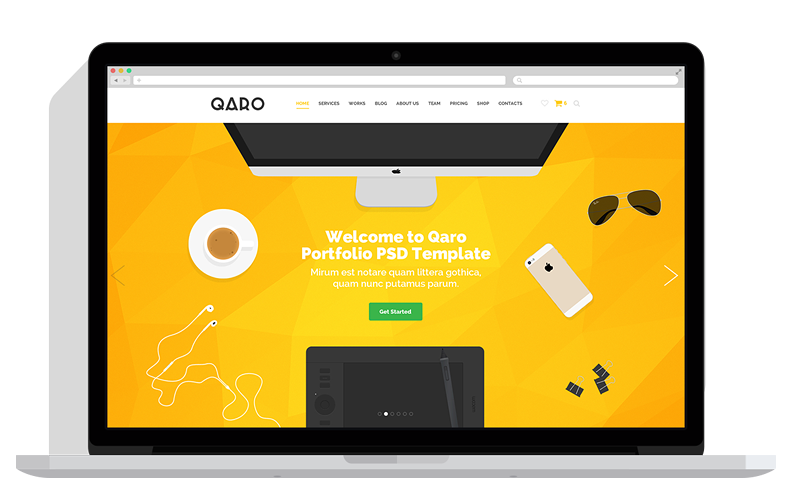 QARO
HOME SERVICES WORKS BLOG ABOUT US TEAM PRICING SHOP CONTACTS 0
Welcome to Qaro
Portfolio PSD Template
Mirum est notare quam littera gothica,
quam nunc putamus parum.
Get Started